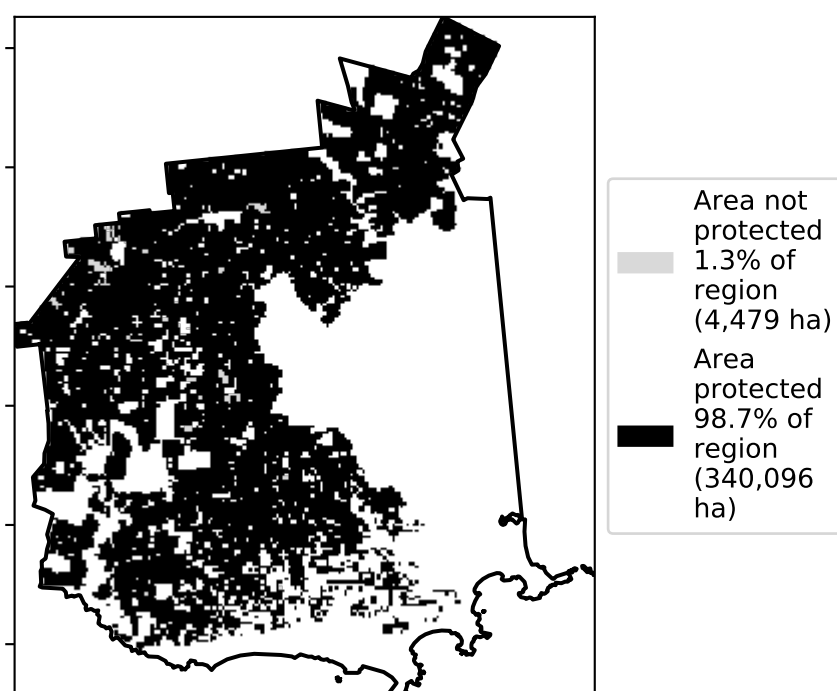 Area not
protected
1.3% of
region
(4,479 ha)
Area
protected
98.7% of
region
(340,096
ha)